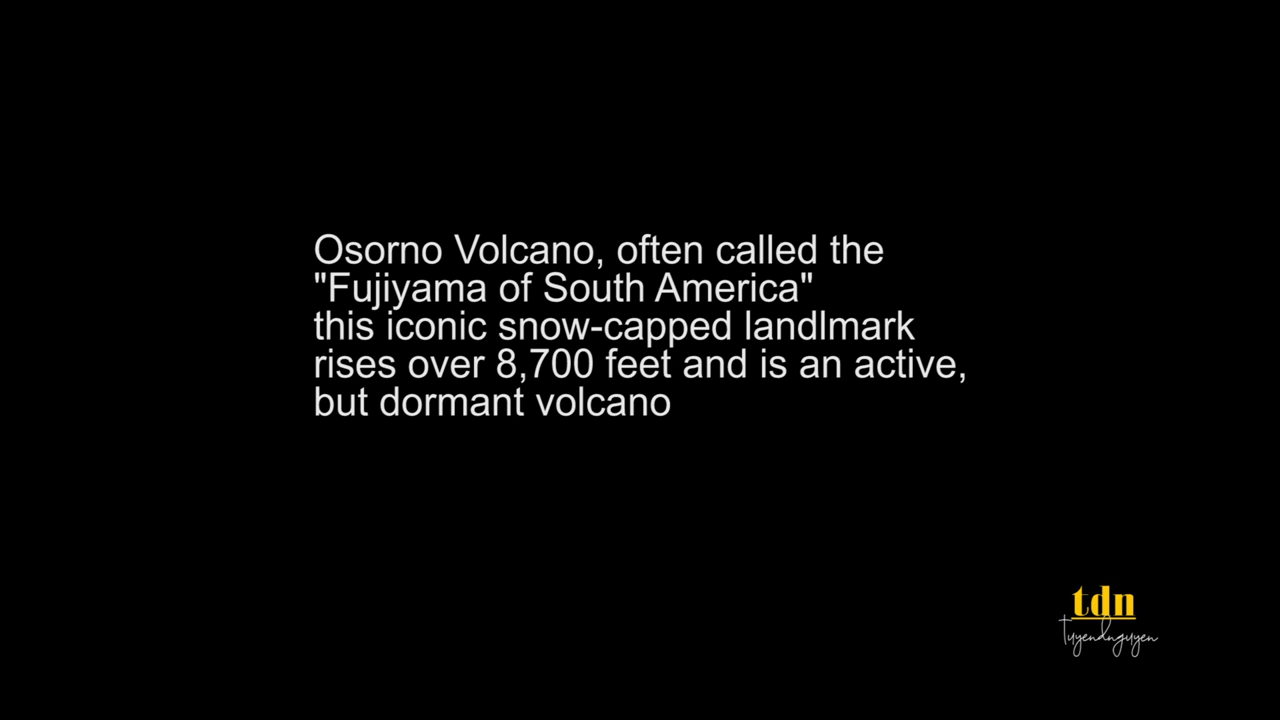 Osorno Volcano, often called the
"Fujiyama of South America"
this iconic snow-capped landlmark
rises over 8,700 feet and is an active,
but dormant volcano
tdn
tuyendnguyen